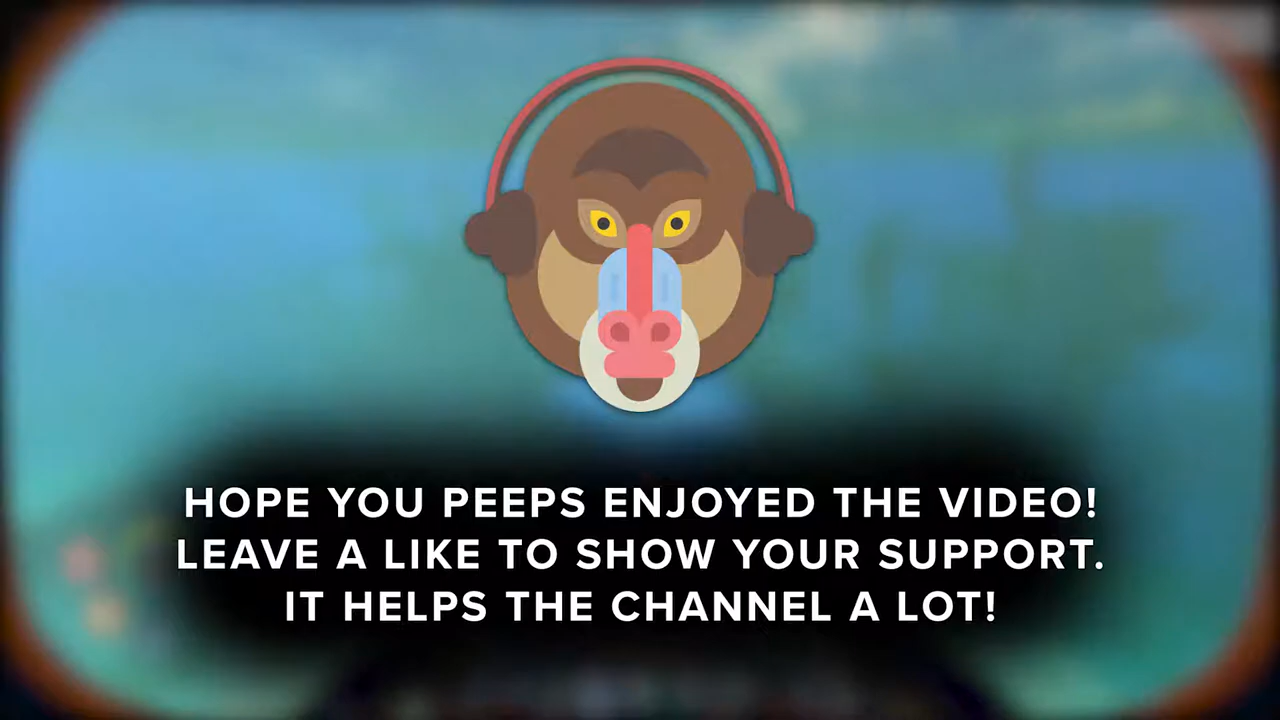 HOPE YOU PEEPS ENJOYED THE VIDEO!
LEAVE A LIKE TO SHOW YOUR SUPPORT.
IT HELPS THE CHANNEL A LOT!